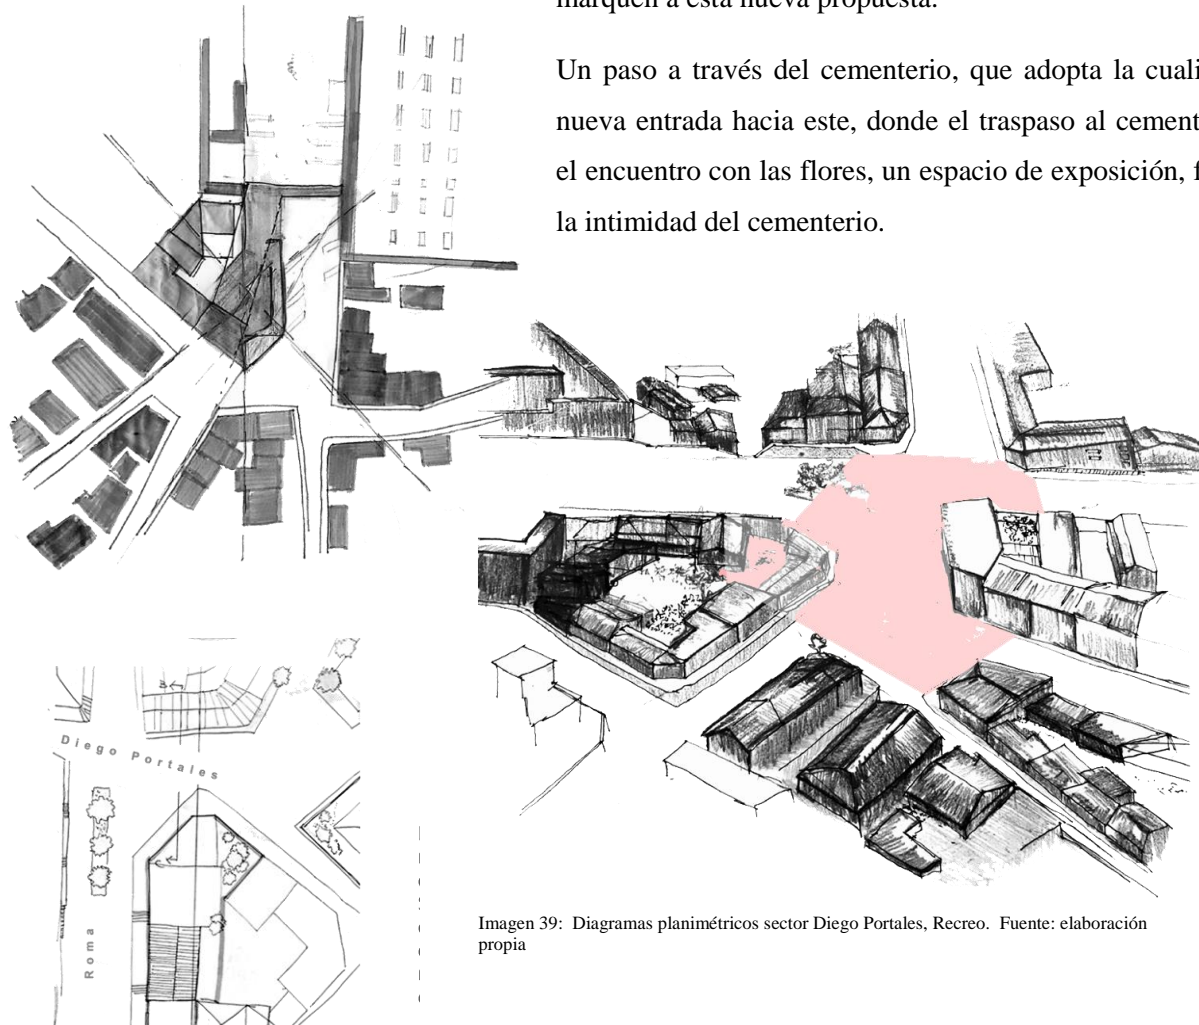 marquen a esta nueva propuesta.
Un paso a través del cementerio, que adopta la cuali
nueva entrada hacia este, donde el traspaso al cement
el encuentro con las flores, un espacio de exposición, f
la intimidad del cementerio.
Diego Portales
Roma
Imagen 39: Diagramas planimétricos sector Diego Portales, Recreo. Fuente: elaboración
propia